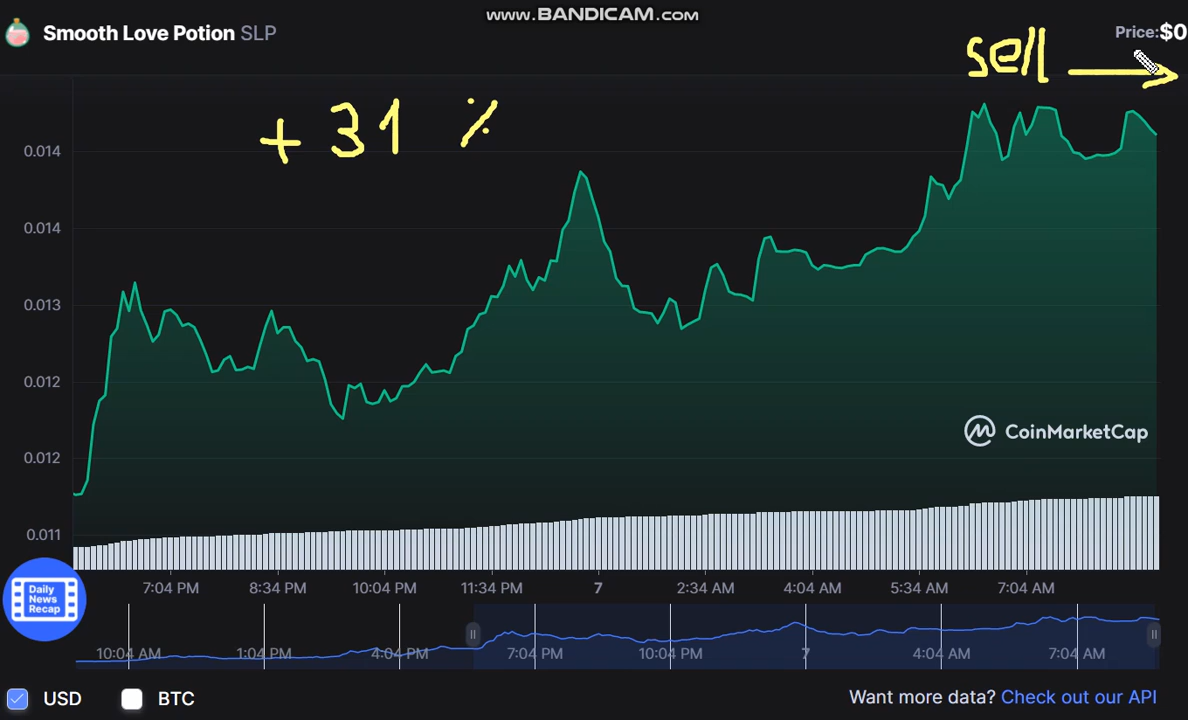 www.BANDICAM.com
Smooth Love Potion SLP
Price:$0
sell
+ 31 %
0.014
0.014
0.013
0.012
0.012
0.011
CoinMarketCap
Daily
News
Recap
7:04 PM 8:34 PM 10:04 PM 11:34 PM 7 2:34 AM 4:04 AM 5:34 AM 7:04 AM
10:04 AM 1:04 PM 4:04 PM 7:04 PM 10:04 PM 7 4:04 AM 7:04 AM
USD BTC
Want more data? Check out our API